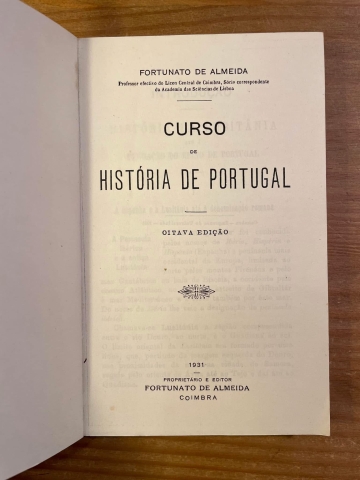 FORTUNATO DE ALMEIDA
Professor efectivo do Liceu Central de Coimbra, Sócio correspondente
da Academia das Sciências de Lisboa
CURSO
DE
HISTÓRIA DE PORTUGAL
OITAVA EDIÇÃO
1931
PROPRIETÁRIO E EDITOR
FORTUNATO DE ALMEIDA
COIMBRA